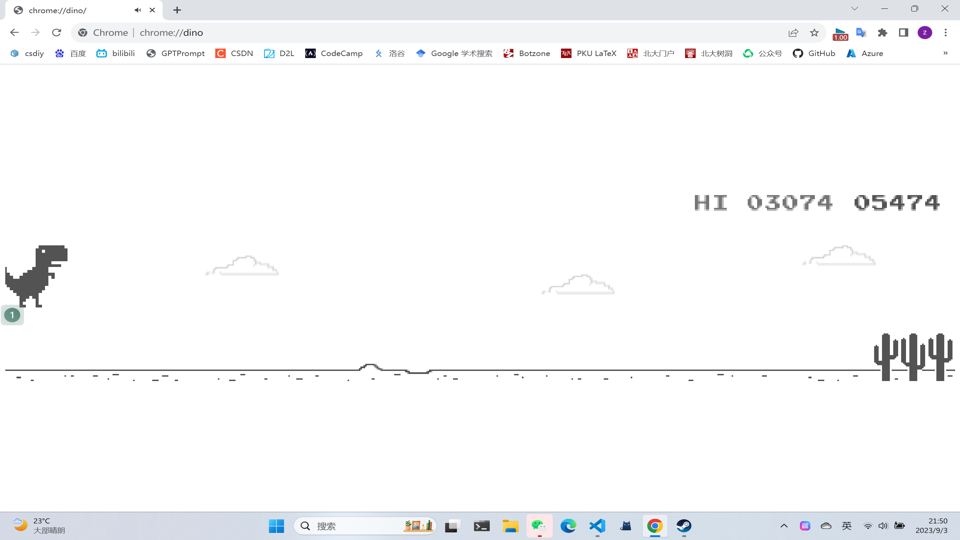 chrome://dino/
Chrome | chrome://dino
1.00
z
csdiy 百度 bilibili GPTPrompt CSDN D2L CodeCamp 洛谷 Google 学术搜索 Botzone PKU LaTeX 北大门户 北大树洞 公众号 GitHub Azure »
HI 03074 05474
1
23°C
大部晴朗
搜索
英
21:50
2023/9/3